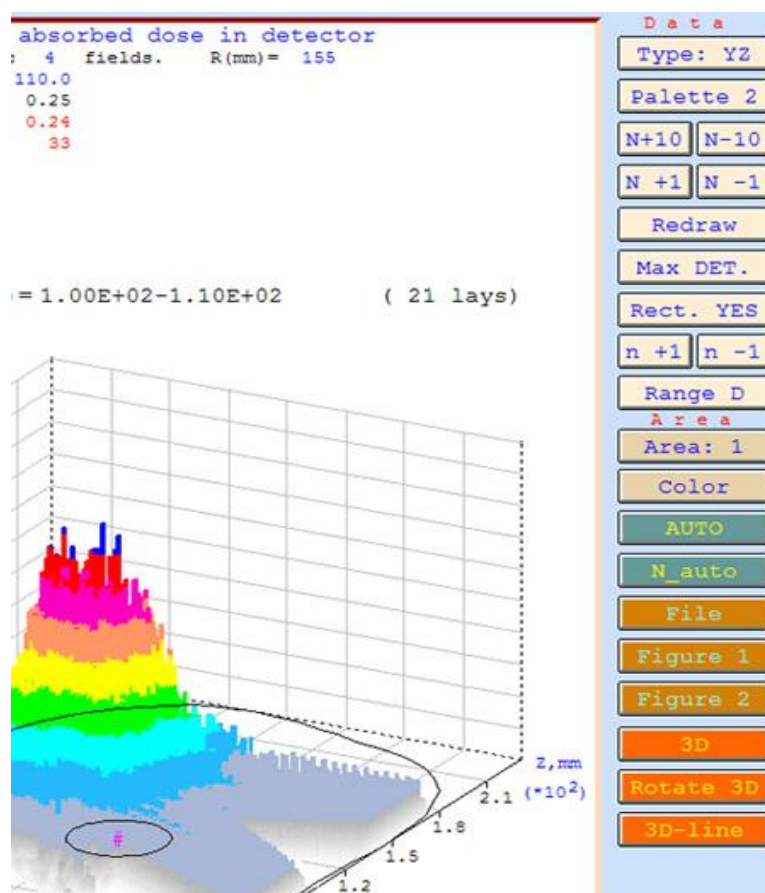 absorbed dose in detector
: 4 fields. R(mm)= 155
110.0
0.25
0.24
33
=1.00E+02-1.10E+02 ( 21 lays)
Z,mm
(*10²)
2.1
1.8
1.5
1.2
#
Data
Type: YZ
Palette 2
N+10 N-10
N +1 N -1
Redraw
Max DET.
Rect. YES
n +1 n -1
Range D
Area
Area: 1
Color
AUTO
N_auto
File
Figure 1
Figure 2
3D
Rotate 3D
3D-line